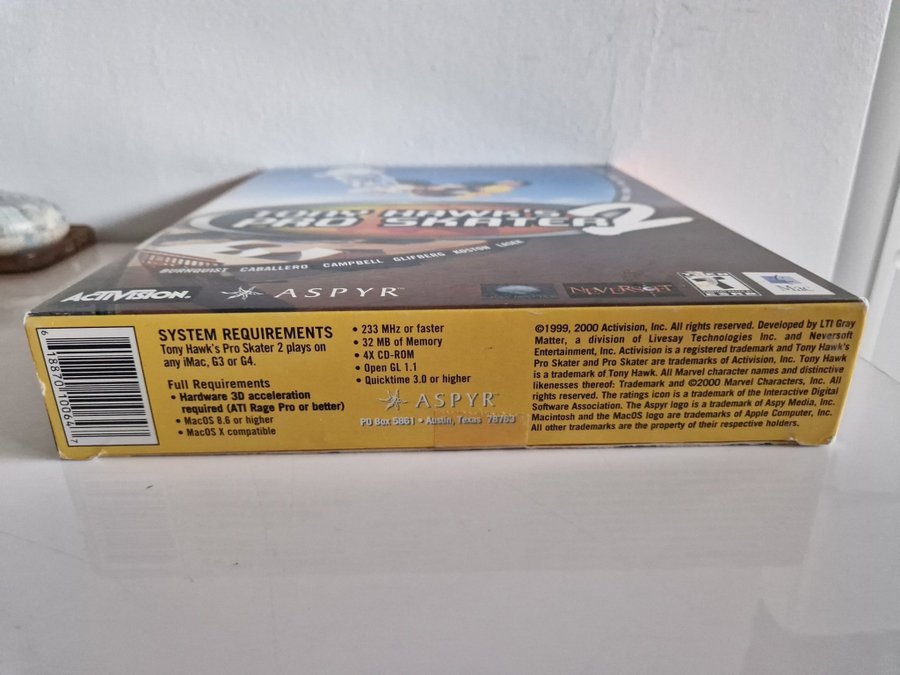 TONY HAWK'S
PRO SKATER 2
BURNQUIST CABALLERO CAMPBELL GLIFBERG KOSTON LASEK
ACTIVISION.
ASPYR™
NEVERSOFT
Mac
6 18870 10064 7
SYSTEM REQUIREMENTS
Tony Hawk's Pro Skater 2 plays on
any iMac, G3 or G4.
Full Requirements
• Hardware 3D acceleration
required (ATI Rage Pro or better)
• MacOS 8.6 or higher
• MacOS X compatible
• 233 MHz or faster
• 32 MB of Memory
• 4X CD-ROM
• Open GL 1.1
• Quicktime 3.0 or higher
ASPYR™
PO Box 5861 • Austin, Texas 78763
©1999, 2000 Activision, Inc. All rights reserved. Developed by LTI Gray
Matter, a division of Livesay Technologies Inc. and Neversoft
Entertainment, Inc. Activision is a registered trademark and Tony Hawk's
Pro Skater and Pro Skater are trademarks of Activision, Inc. Tony Hawk
is a trademark of Tony Hawk. All Marvel character names and distinctive
likenesses thereof: Trademark and ©2000 Marvel Characters, Inc. All
rights reserved. The ratings icon is a trademark of the Interactive Digital
Software Association. The Aspyr logo is a trademark of Aspy Media, Inc.
Macintosh and the MacOS logo are trademarks of Apple Computer, Inc.
All other trademarks are the property of their respective holders.